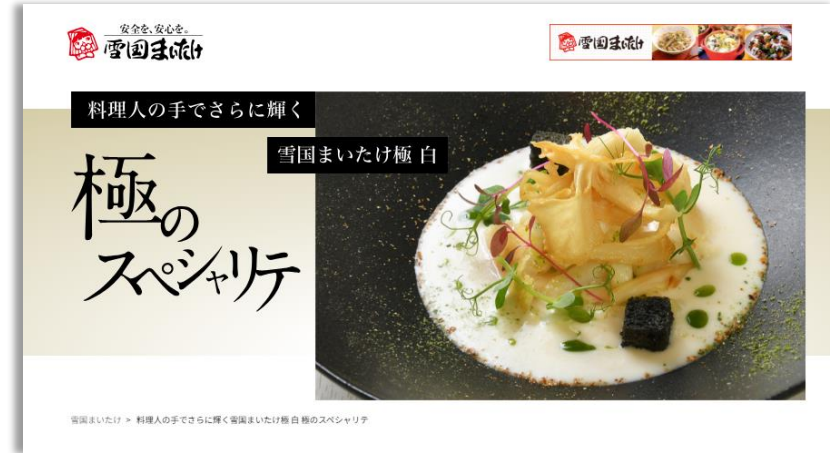 安全を、安心を。
雪国まいたけ
雪国まいたけ
料理人の手でさらに輝く
雪国まいたけ極 白
極の
スペシャリテ
雪国まいたけ > 料理人の手でさらに輝く雪国まいたけ極 白 極のスペシャリテ